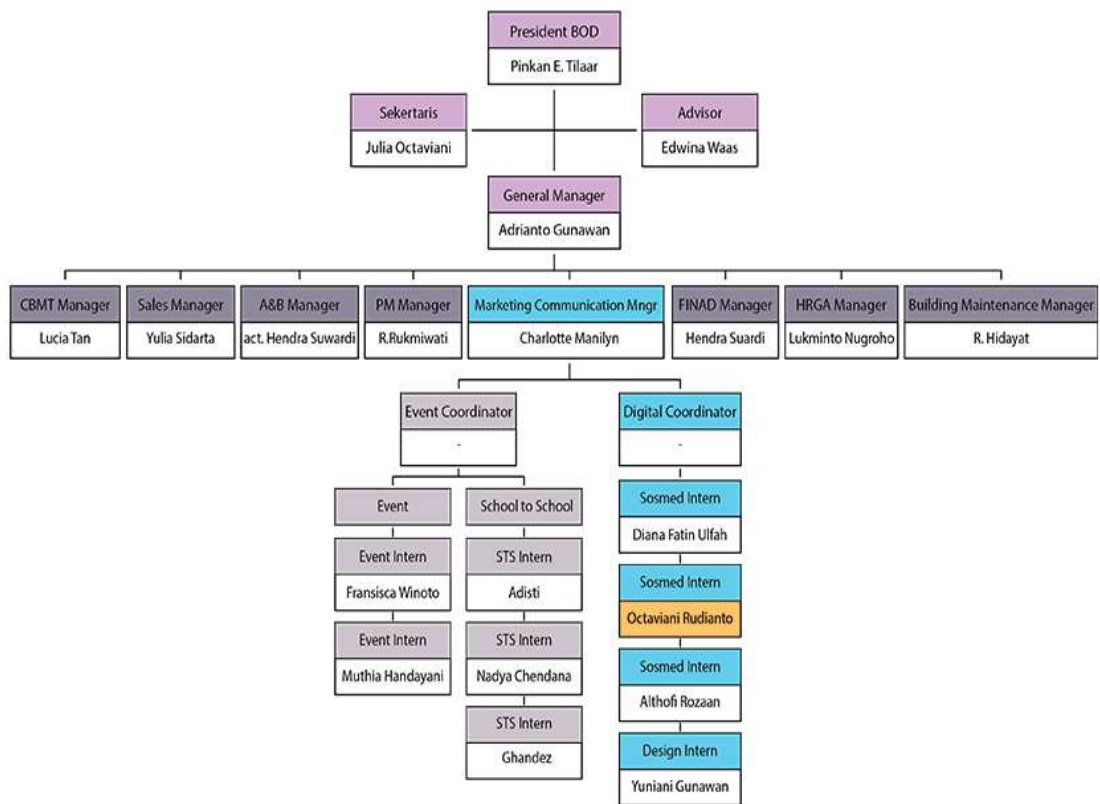 President BOD
Pinkan E. Tilaar
Sekertaris
Julia Octaviani
Advisor
Edwina Waas
General Manager
Adrianto Gunawan
CBMT Manager
Lucia Tan
Sales Manager
Yulia Sidarta
A&B Manager
act. Hendra Suwardi
PM Manager
R.Rukmiwati
Marketing Communication Mngr
Charlotte Manilyn
FINAD Manager
Hendra Suardi
HRGA Manager
Lukminto Nugroho
Building Maintenance Manager
R. Hidayat
Event Coordinator
-
Digital Coordinator
-
Event
Event Intern
Fransisca Winoto
Event Intern
Muthia Handayani
School to School
STS Intern
Adisti
STS Intern
Nadya Chendana
STS Intern
Ghandez
Sosmed Intern
Diana Fatin Ulfah
Sosmed Intern
Octaviani Rudianto
Sosmed Intern
Althofi Rozaan
Design Intern
Yuniani Gunawan